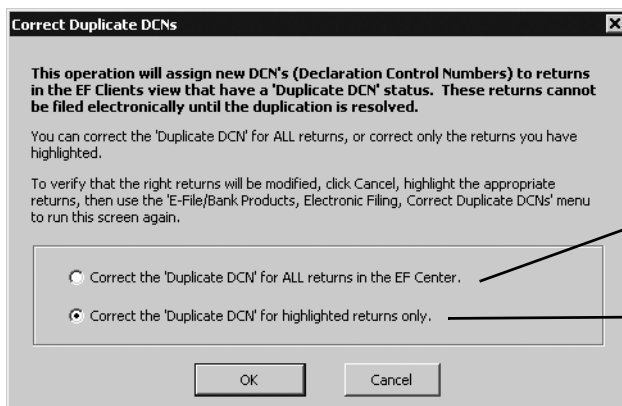 Correct Duplicate DCNs
This operation will assign new DCN's (Declaration Control Numbers) to returns
in the EF Clients view that have a 'Duplicate DCN' status.  These returns cannot
be filed electronically until the duplication is resolved.
You can correct the 'Duplicate DCN' for ALL returns, or correct only the returns you have
highlighted.
To verify that the right returns will be modified, click Cancel, highlight the appropriate
returns, then use the 'E-File/Bank Products, Electronic Filing, Correct Duplicate DCNs' menu
to run this screen again.
Correct the 'Duplicate DCN' for ALL returns in the EF Center.
Correct the 'Duplicate DCN' for highlighted returns only.
OK
Cancel